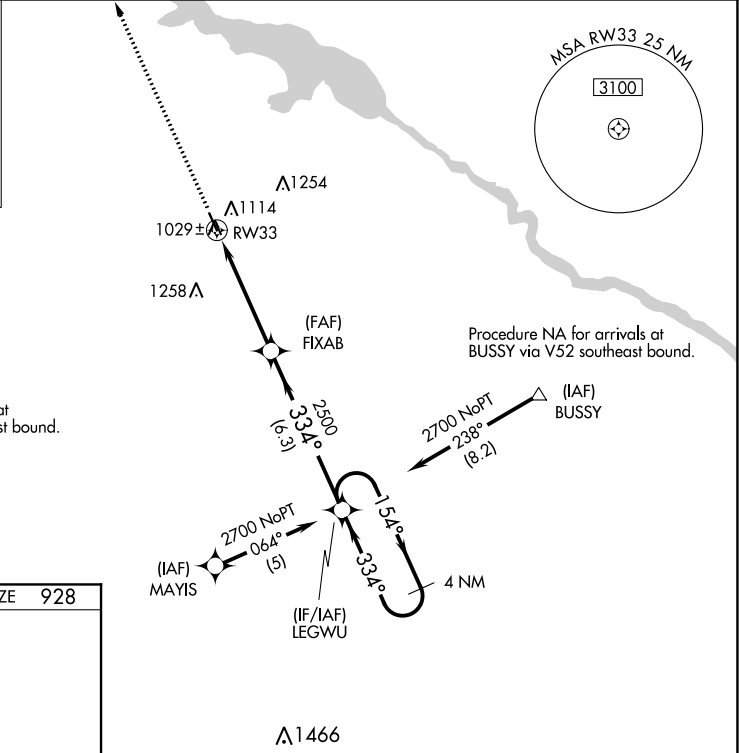 MSA RW33 25 NM
3100
1254
1114
1029±
RW33
1258
(FAF)
FIXAB
Procedure NA for arrivals at
BUSSY via V52 southeast bound.
at
st bound.
(IAF)
BUSSY
2700 NoPT
238°
(8.2)
2500
334°
(6.3)
2700 NoPT
064°
(5)
(IAF)
MAYIS
154°
334°
4 NM
(IF/IAF)
LEGWU
ZE 928
1466